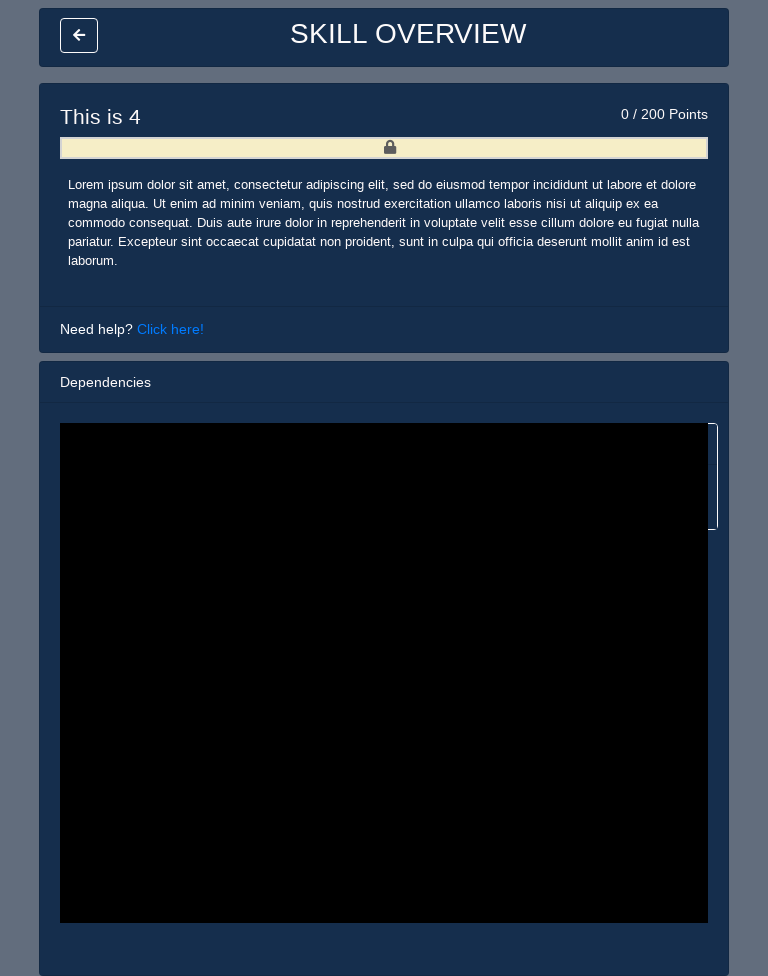 SKILL OVERVIEW
This is 4
0 / 200 Points
Lorem ipsum dolor sit amet, consectetur adipiscing elit, sed do eiusmod tempor incididunt ut labore et dolore
magna aliqua. Ut enim ad minim veniam, quis nostrud exercitation ullamco laboris nisi ut aliquip ex ea
commodo consequat. Duis aute irure dolor in reprehenderit in voluptate velit esse cillum dolore eu fugiat nulla
pariatur. Excepteur sint occaecat cupidatat non proident, sunt in culpa qui officia deserunt mollit anim id est
laborum.
Need help? Click here!
Dependencies